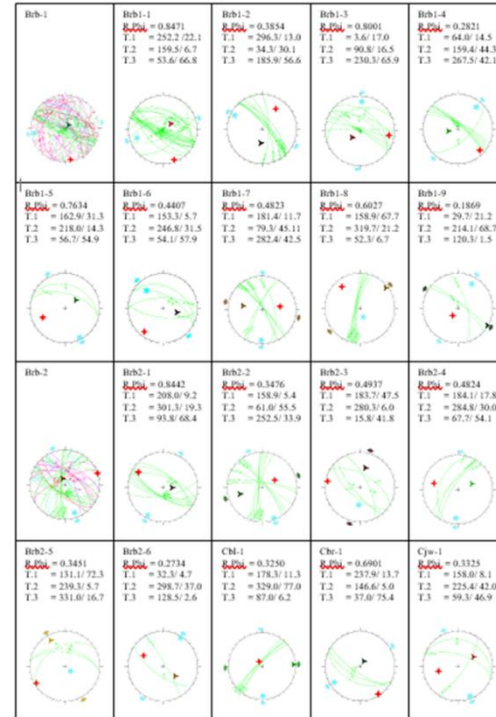 Brb-1
Brb1-1
R_Phi = 0.8471
T.1 = 252.2 /22.1
T.2 = 159.5/ 6.7
T.3 = 53.6/ 66.8
Brb1-2
R_Phi = 0.3854
T.1 = 296.3/ 13.0
T.2 = 34.3/ 30.1
T.3 = 185.9/ 56.6
Brb1-3
R_Phi = 0.8001
T.1 = 3.6/ 17.0
T.2 = 90.8/ 16.5
T.3 = 230.3/ 65.9
Brb1-4
R_Phi = 0.2821
T.1 = 64.0/ 14.5
T.2 = 159.4/ 44.3
T.3 = 267.5/ 42.1
Brb1-5
R_Phi = 0.7634
T.1 = 162.9/ 31.3
T.2 = 218.0/ 14.3
T.3 = 56.7/ 54.9
Brb1-6
R_Phi = 0.4407
T.1 = 153.3/ 5.7
T.2 = 246.8/ 31.5
T.3 = 54.1/ 57.9
Brb1-7
R_Phi = 0.4823
T.1 = 181.4/ 11.7
T.2 = 79.3/ 45.11
T.3 = 282.4/ 42.5
Brb1-8
R_Phi = 0.6027
T.1 = 158.9/ 67.7
T.2 = 319.7/ 21.2
T.3 = 52.3/ 6.7
Brb1-9
R_Phi = 0.1869
T.1 = 29.7/ 21.2
T.2 = 214.1/ 68.7
T.3 = 120.3/ 1.5
Brb-2
Brb2-1
R_Phi = 0.8442
T.1 = 208.0/ 9.2
T.2 = 301.3/ 19.3
T.3 = 93.8/ 68.4
Brb2-2
R_Phi = 0.3476
T.1 = 158.9/ 5.4
T.2 = 61.0/ 55.5
T.3 = 252.5/ 33.9
Brb2-3
R_Phi = 0.4937
T.1 = 183.7/ 47.5
T.2 = 280.3/ 6.0
T.3 = 15.8/ 41.8
Brb2-4
R_Phi = 0.4824
T.1 = 184.1/ 17.8
T.2 = 284.8/ 30.0
T.3 = 67.7/ 54.1
Brb2-5
R_Phi = 0.3451
T.1 = 131.1/ 72.3
T.2 = 239.3/ 5.7
T.3 = 331.0/ 16.7
Brb2-6
R_Phi = 0.2734
T.1 = 32.3/ 4.7
T.2 = 298.7/ 37.0
T.3 = 128.5/ 2.6
Cbl-1
R_Phi = 0.3250
T.1 = 178.3/ 11.3
T.2 = 329.0/ 77.0
T.3 = 87.0/ 6.2
Cbr-1
R_Phi = 0.6901
T.1 = 237.9/ 13.7
T.2 = 146.6/ 5.0
T.3 = 37.0/ 75.4
Cjw-1
R_Phi = 0.3325
T.1 = 158.0/ 8.1
T.2 = 225.4/ 42.0
T.3 = 59.3/ 46.9